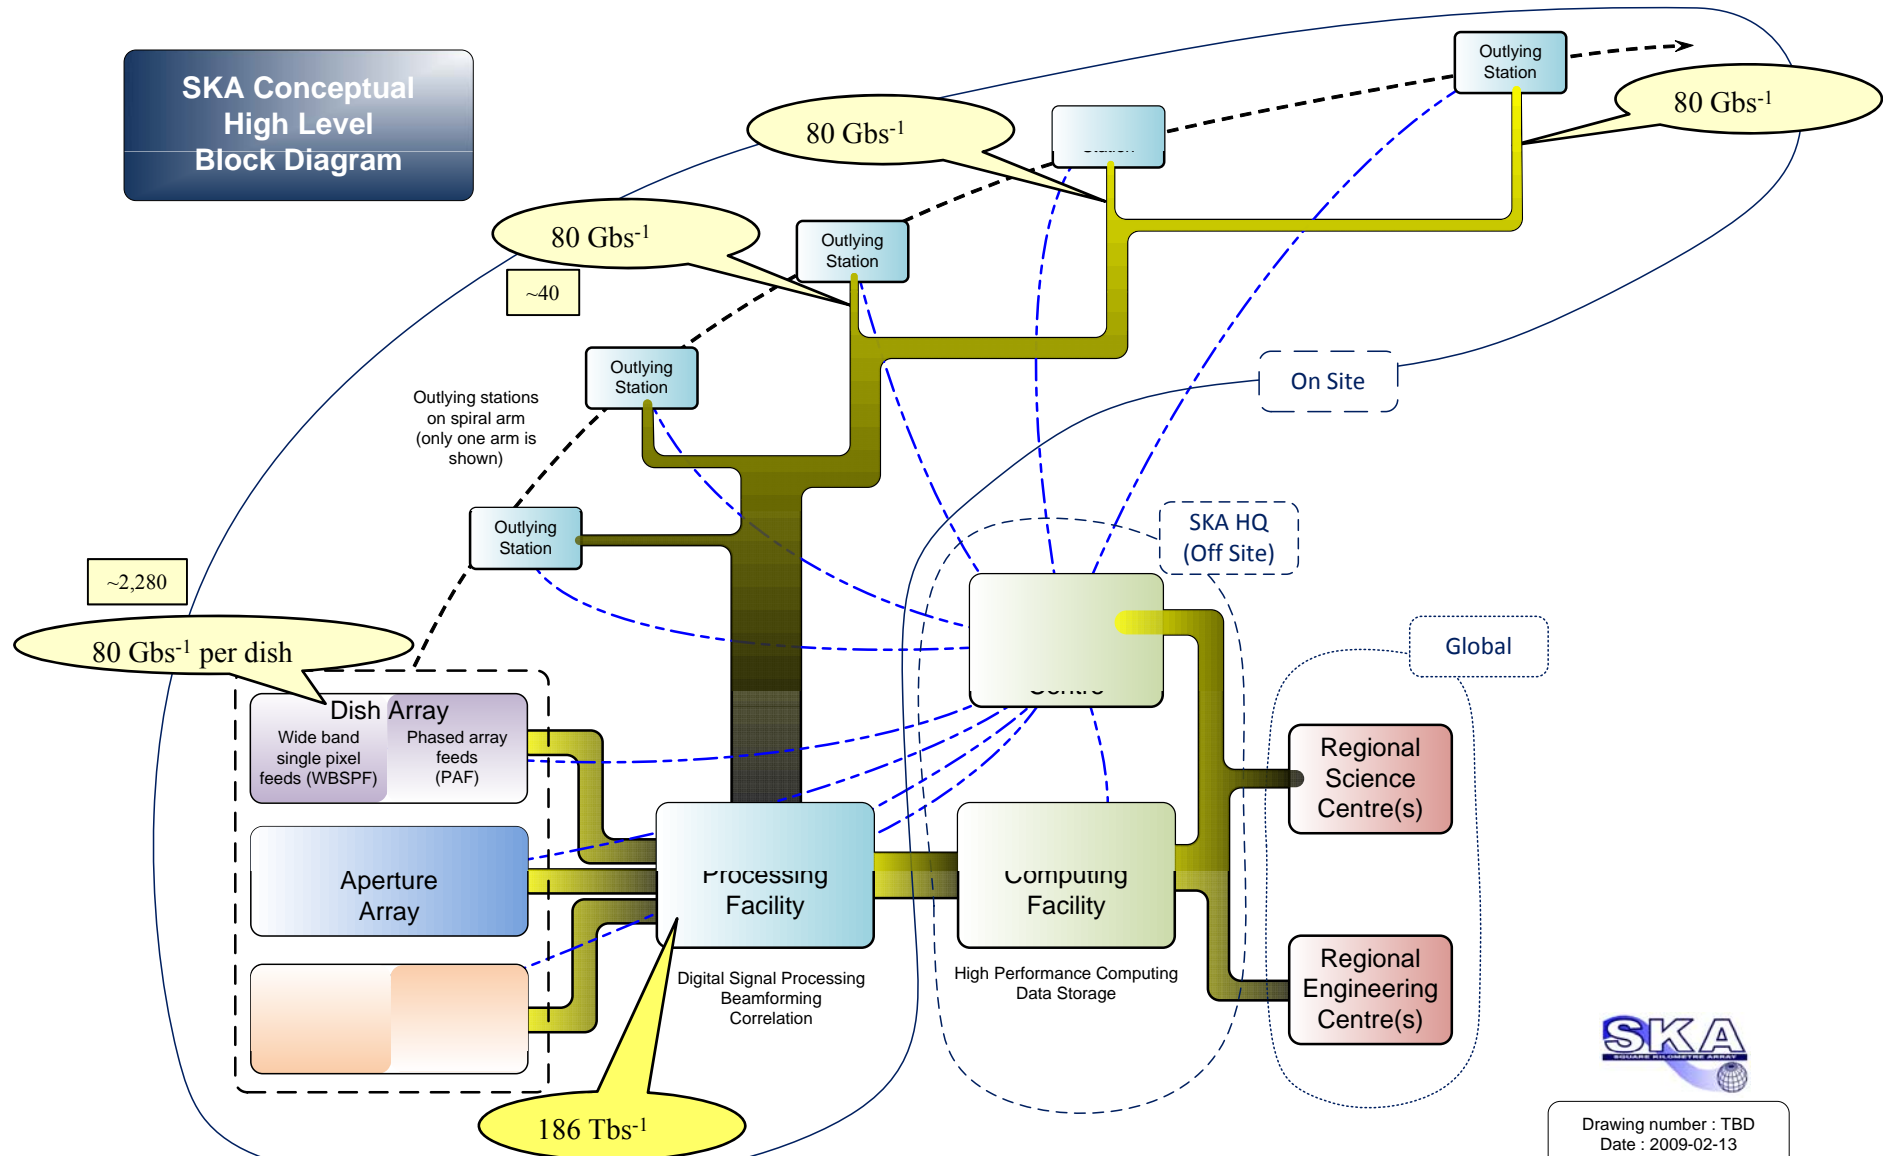 SKA Conceptual
High Level
Block Diagram
Outlying
Station
80 Gbs-1
80 Gbs-1
80 Gbs-1
Outlying
Station
~40
Outlying
Station
On Site
Outlying stations
on spiral arm
(only one arm is
shown)
SKA HQ
(Off Site)
Outlying
Station
~2,280
80 Gbs-1 per dish
Global
Centre
Dish Array
Wide band
single pixel
feeds (WBSPF)
Phased array
feeds
(PAF)
Regional
Science
Centre(s)
Aperture
Array
Processing
Facility
Computing
Facility
Digital Signal Processing
Beamforming
Correlation
High Performance Computing
Data Storage
Regional
Engineering
Centre(s)
186 Tbs-1
SKA
SQUARE KILOMETRE ARRAY
Drawing number : TBD
Date : 2009-02-13